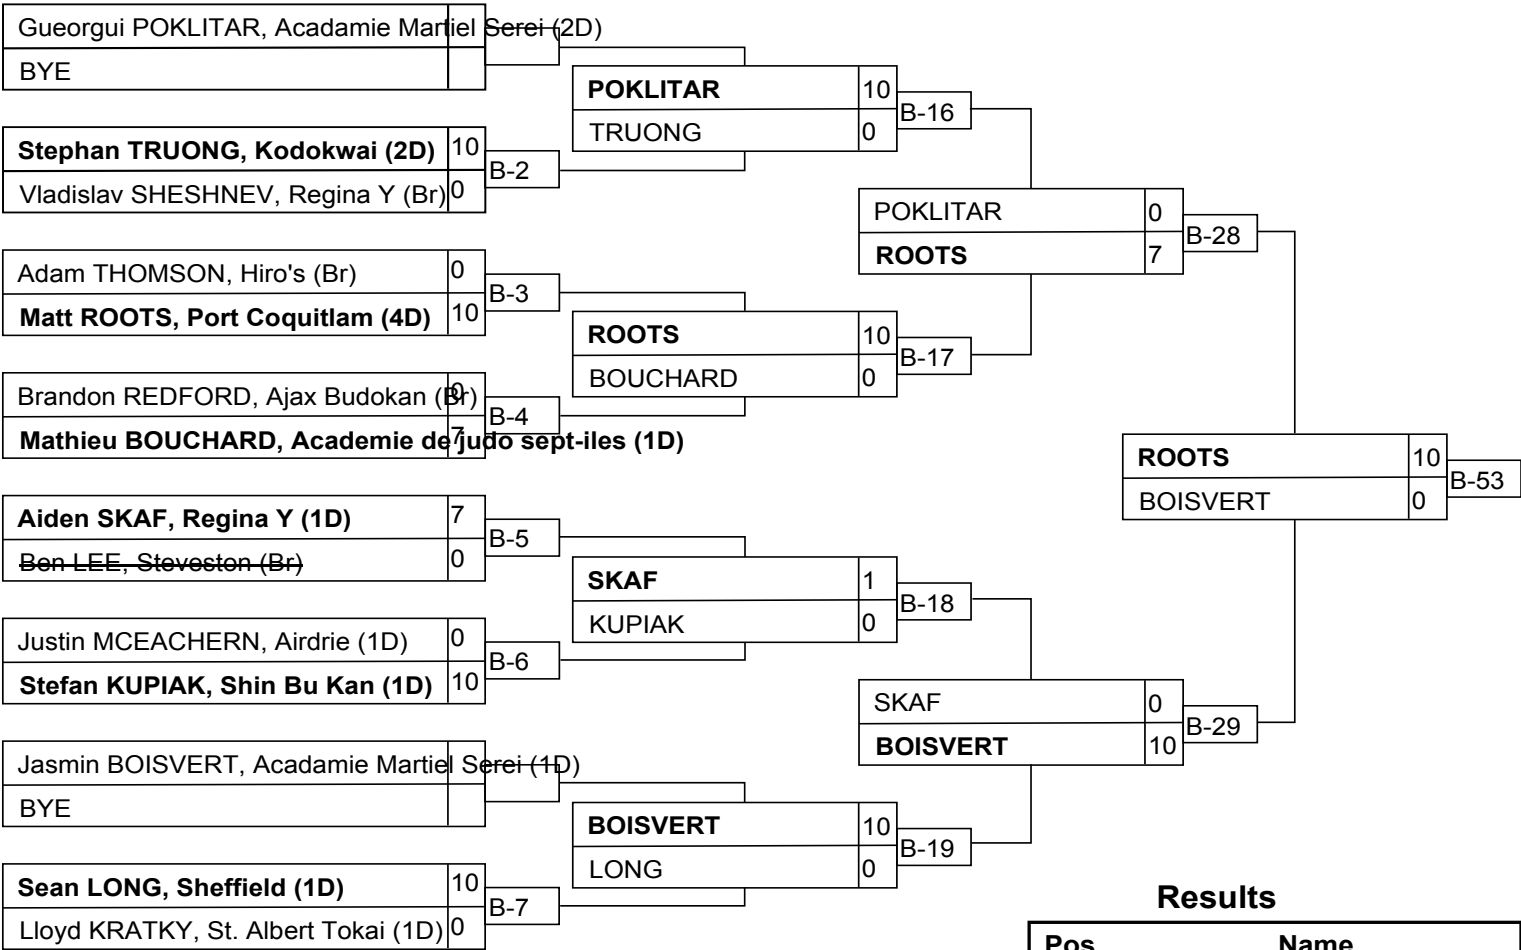 Gueorgui POKLITAR, Acadamie Martiel Serei (2D)
BYE
Stephan TRUONG, Kodokwai (2D) 10
Vladislav SHESHNEV, Regina Y (Br) 0
B-2
Adam THOMSON, Hiro's (Br) 0
Matt ROOTS, Port Coquitlam (4D) 10
B-3
Brandon REDFORD, Ajax Budokan (Br) 0
Mathieu BOUCHARD, Academie de judo sept-iles (1D) 7
B-4
Aiden SKAF, Regina Y (1D) 7
Ben LEE, Steveston (Br) 0
B-5
Justin MCEACHERN, Airdrie (1D) 0
Stefan KUPIAK, Shin Bu Kan (1D) 10
B-6
Jasmin BOISVERT, Acadamie Martiel Serei (1D)
BYE
Sean LONG, Sheffield (1D) 10
Lloyd KRATKY, St. Albert Tokai (1D) 0
B-7
POKLITAR 10
TRUONG 0
B-16
ROOTS 10
BOUCHARD 0
B-17
SKAF 1
KUPIAK 0
B-18
BOISVERT 10
LONG 0
B-19
POKLITAR 0
ROOTS 7
B-28
SKAF 0
BOISVERT 10
B-29
ROOTS 10
BOISVERT 0
B-53
Results
Pos Name